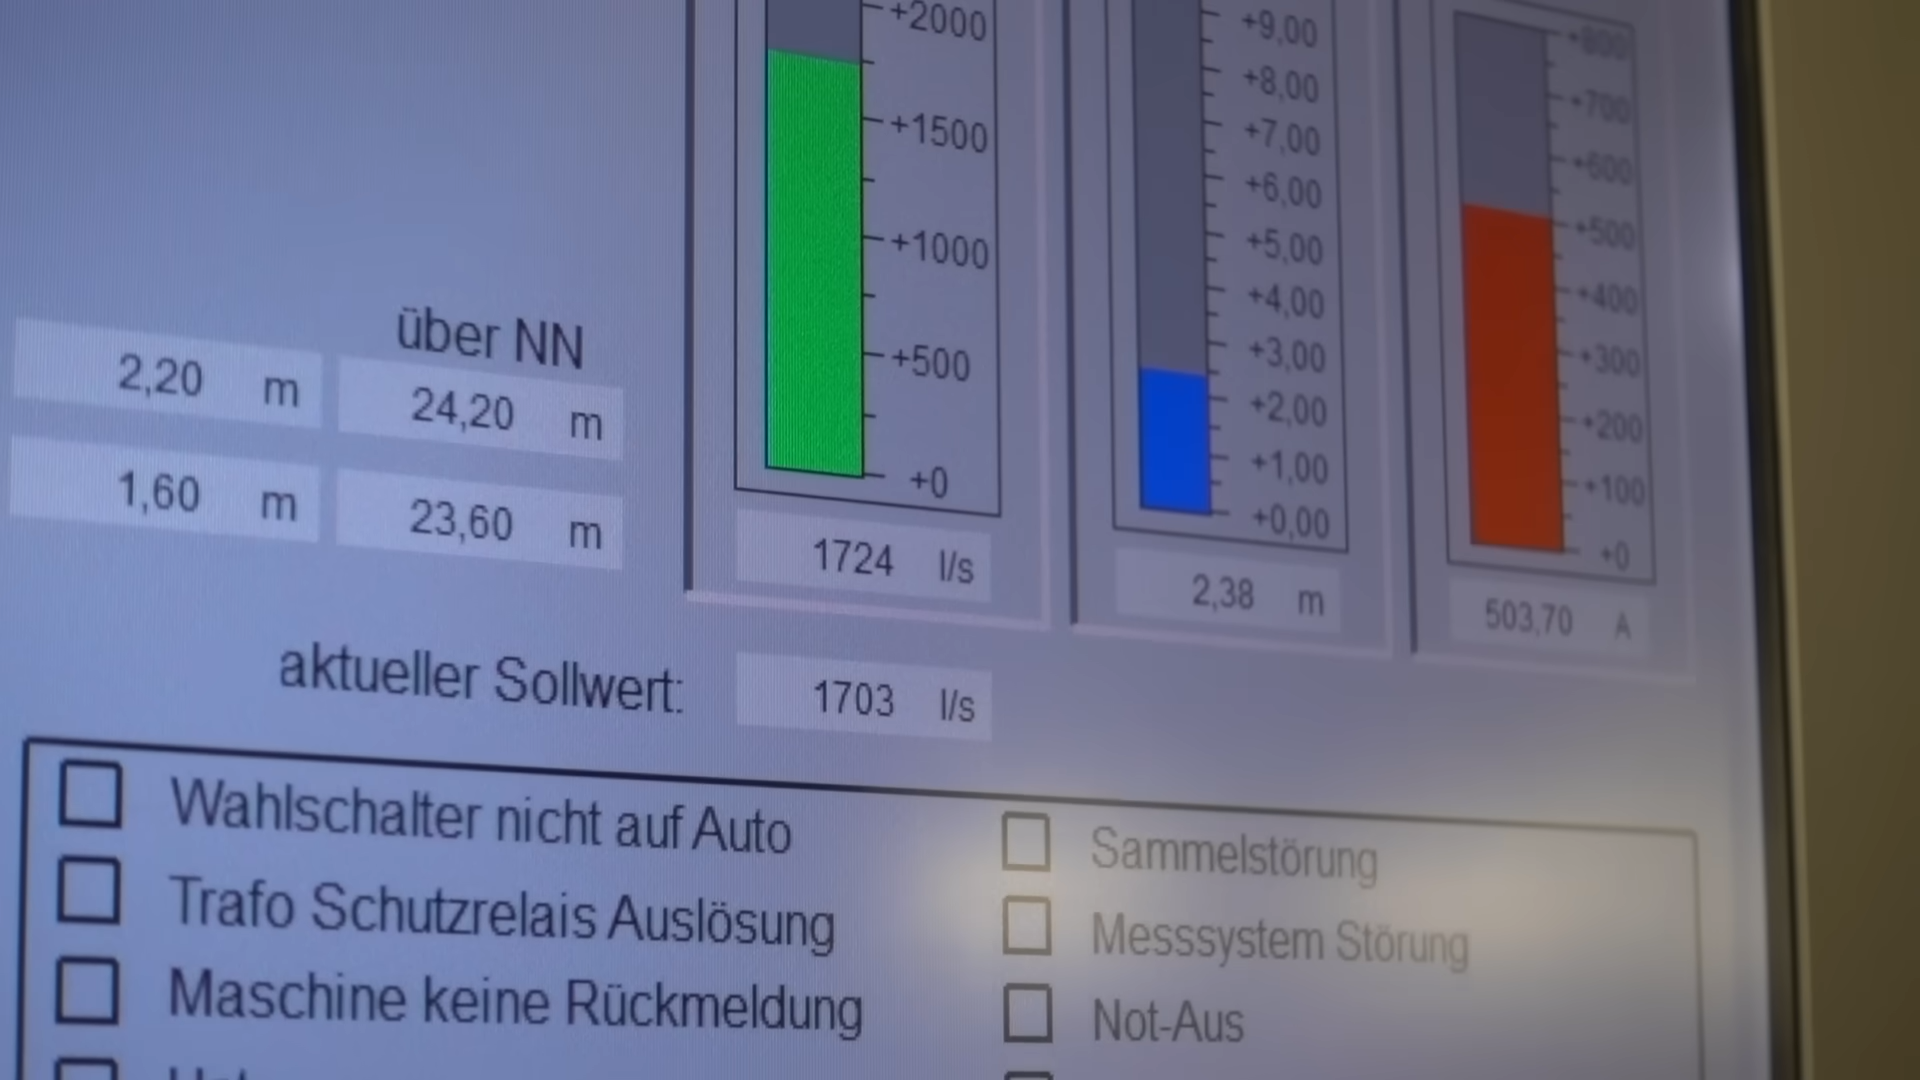 +2000
+1500
+1000
+500
+0
1724 l/s
+9,00
+8,00
+7,00
+6,00
+5,00
+4,00
+3,00
+2,00
+1,00
+0,00
2,38 m
+800
+700
+600
+500
+400
+300
+200
+100
+0
503,70 A
über NN
2,20 m 24,20 m
1,60 m 23,60 m
aktueller Sollwert: 1703 l/s
Wahlschalter nicht auf Auto
Trafo Schutzrelais Auslösung
Maschine keine Rückmeldung
Sammelstörung
Messsystem Störung
Not-Aus